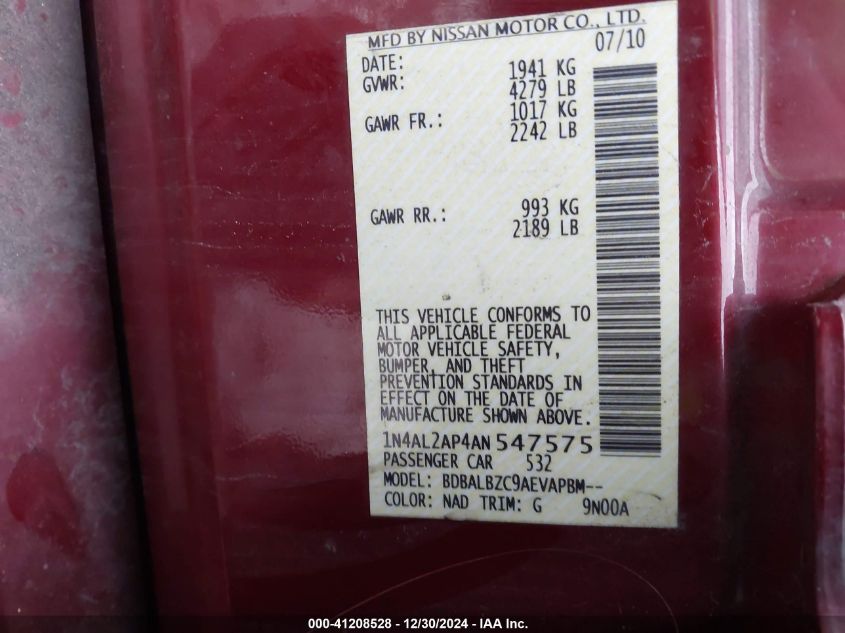 MFD BY NISSAN MOTOR CO., LTD.
DATE: 07/10
GVWR: 1941 KG
4279 LB
GAWR FR.: 1017 KG
2242 LB
GAWR RR.: 993 KG
2189 LB
THIS VEHICLE CONFORMS TO
ALL APPLICABLE FEDERAL
MOTOR VEHICLE SAFETY,
BUMPER, AND THEFT
PREVENTION STANDARDS IN
EFFECT ON THE DATE OF
MANUFACTURE SHOWN ABOVE.
1N4AL2AP4AN547575
PASSENGER CAR 532
MODEL: BDBALBZC9AEVAPBM--
COLOR: NAD TRIM: G 9N00A
000-41208528 - 12/30/2024 - IAA Inc.